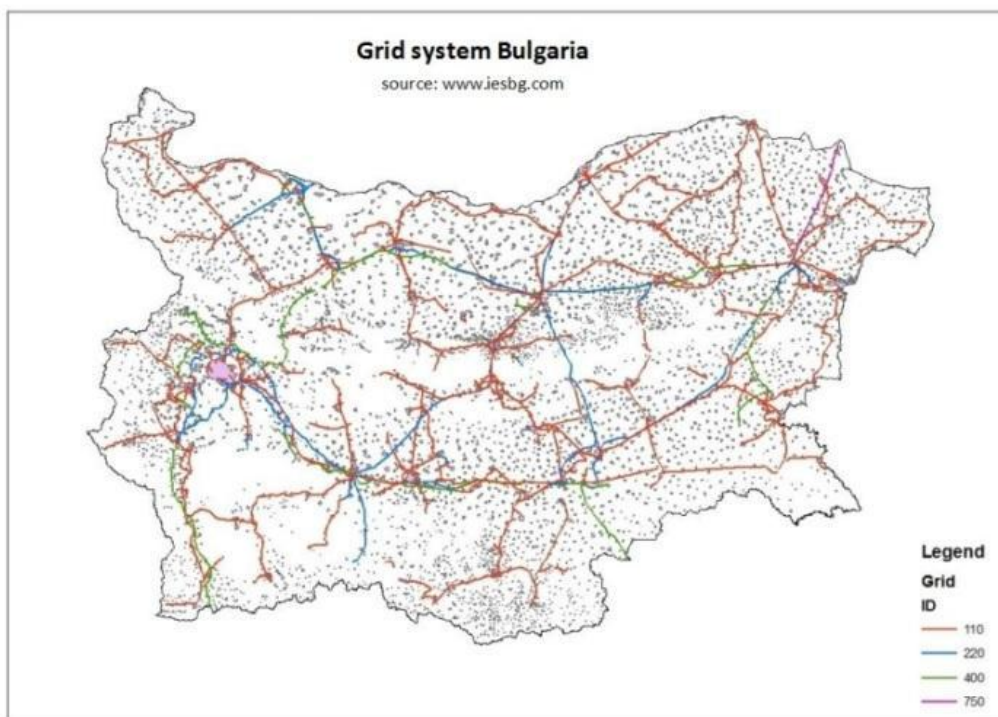 Grid system Bulgaria
source: www.iesbg.com
Legend
Grid
ID
110
220
400
750